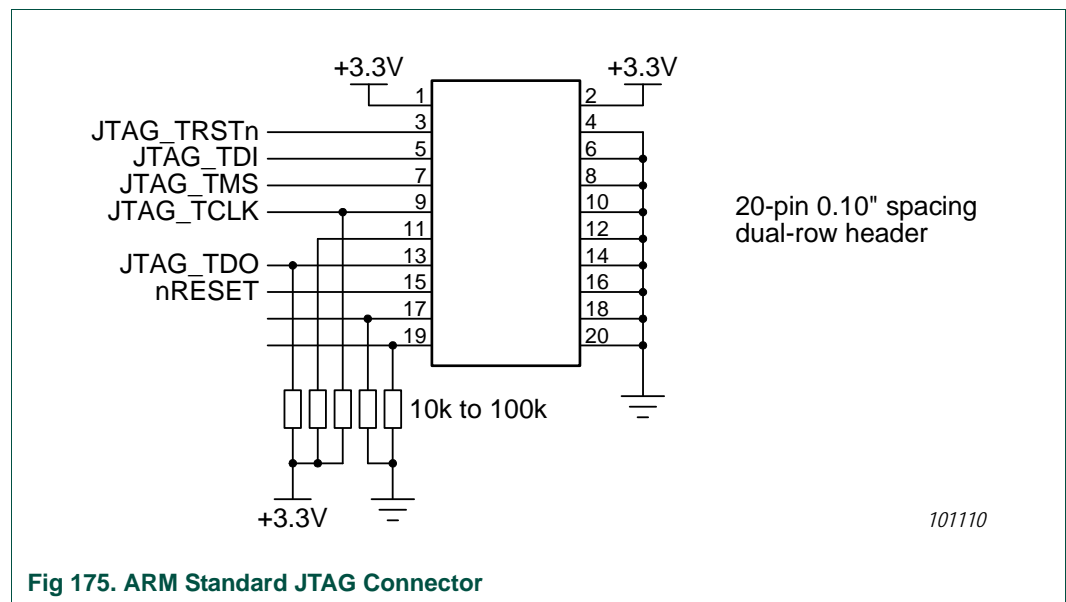 +3.3V +3.3V
1 2
JTAG_TRSTn 3 4
JTAG_TDI 5 6
JTAG_TMS 7 8
JTAG_TCLK 9 10
11 12
JTAG_TDO 13 14
nRESET 15 16
17 18
19 20
20-pin 0.10" spacing
dual-row header
10k to 100k
+3.3V
101110
Fig 175. ARM Standard JTAG Connector